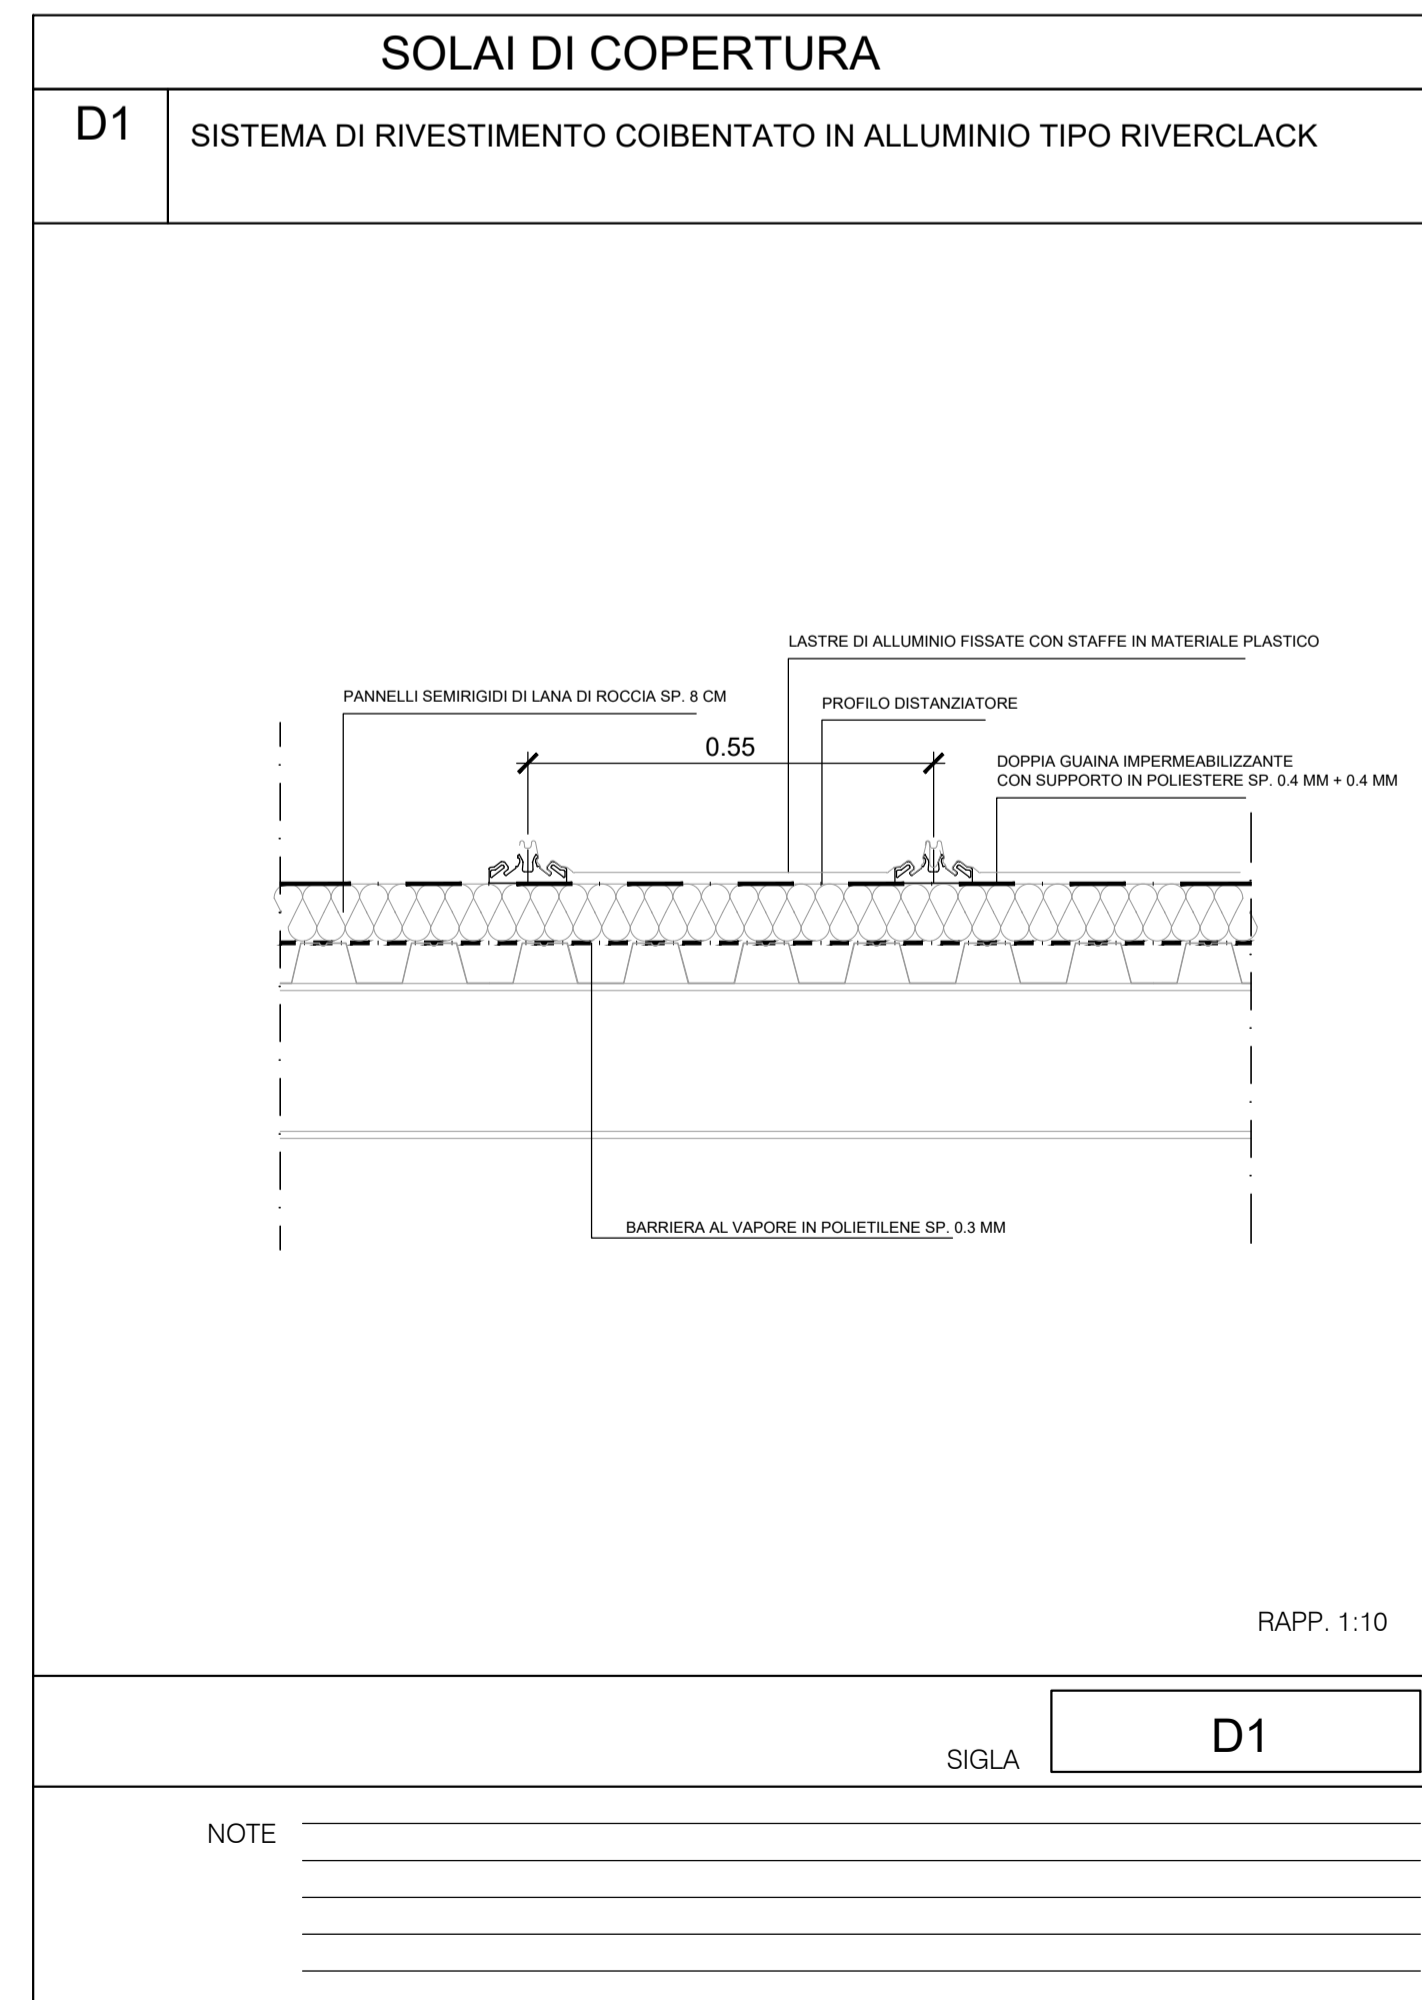 SOLAI DI COPERTURA
D1
SISTEMA DI RIVESTIMENTO COIBENTATO IN ALLUMINIO TIPO RIVERCLACK
LASTRE DI ALLUMINIO FISSATE CON STAFFE IN MATERIALE PLASTICO
PANNELLI SEMIRIGIDI DI LANA DI ROCCIA SP. 8 CM
PROFILO DISTANZIATORE
0.55
DOPPIA GUAINA IMPERMEABILIZZANTE
CON SUPPORTO IN POLIESTERE SP. 0.4 MM + 0.4 MM
BARRIERA AL VAPORE IN POLIETILENE SP. 0.3 MM
RAPP. 1:10
SIGLA
D1
NOTE